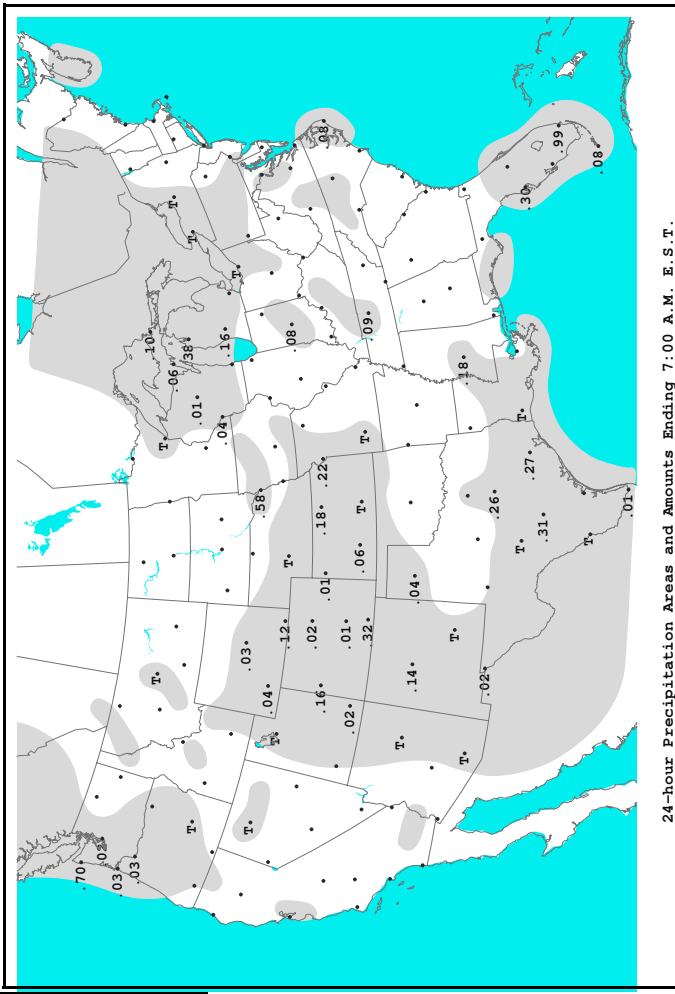 .70
.02
.03
.03
.10
T
T
.06
T
.38
T
T
.01
.04
.16
T
.03
T
.58
.04
T
.12
T
.08
.02
.16
.18
.22
.08
.01
.01
.02
.06
T
T
.32
.09
T
.14
.04
T
.18
T
.02
.26
T
T
.30
.27
.31
.99
T
.08
.01
24-hour Precipitation Areas and Amounts Ending 7:00 A.M. E.S.T.